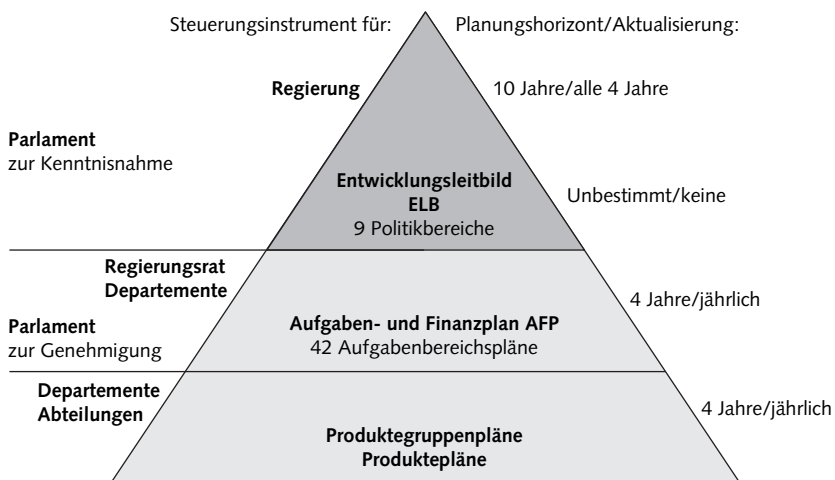 Steuerungsinstrument für:
Planungshorizont/Aktualisierung:
Regierung
10 Jahre/alle 4 Jahre
Parlament
zur Kenntnisnahme
Entwicklungsleitbild
ELB
9 Politikbereiche
Unbestimmt/keine
Regierungsrat
Departemente
4 Jahre/jährlich
Parlament
zur Genehmigung
Aufgaben- und Finanzplan AFP
42 Aufgabenbereichspläne
Departemente
Abteilungen
4 Jahre/jährlich
Produktegruppenpläne
Produktepläne